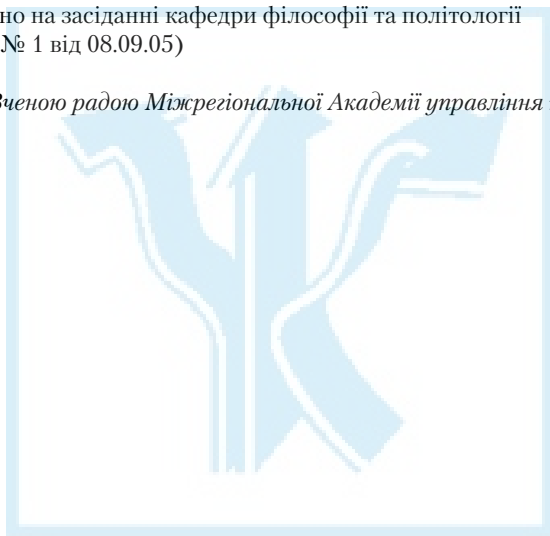 но на засіданні кафедри філософії та політології
№ 1 від 08.09.05)
Вченою радою Міжрегіональної Академії управління